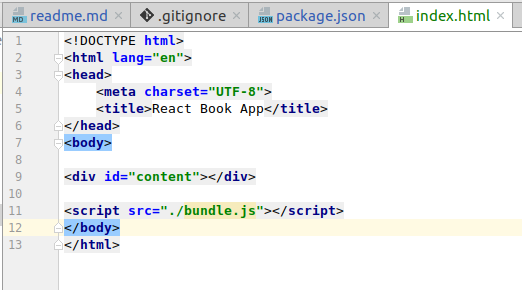 readme.md .gitignore package.json index.html
1 <!DOCTYPE html>
2 <html lang="en">
3 <head>
4     <meta charset="UTF-8">
5     <title>React Book App</title>
6 </head>
7 <body>
8
9 <div id="content"></div>
10
11 <script src="./bundle.js"></script>
12 </body>
13 </html>